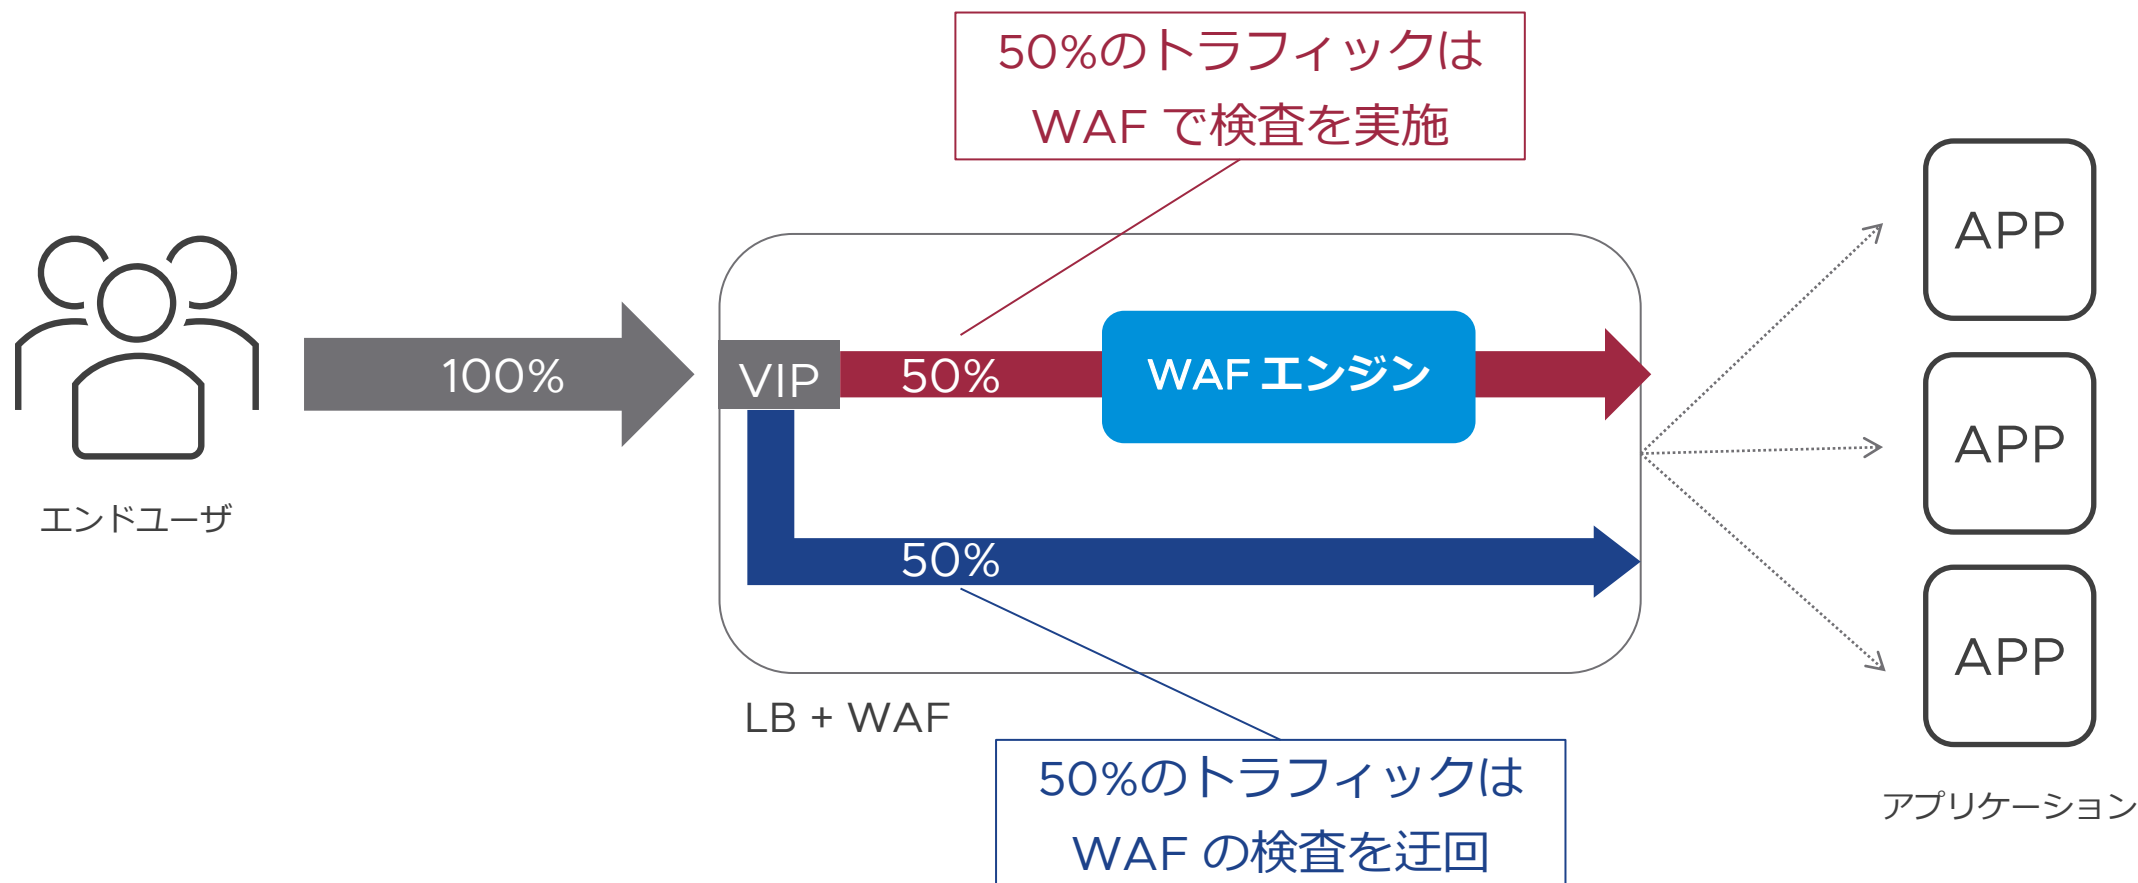 50%のトラフィックは
WAF で検査を実施
エンドユーザ
100%
VIP
50%
WAF エンジン
50%
LB + WAF
50%のトラフィックは
WAF の検査を迂回
APP
APP
APP
アプリケーション